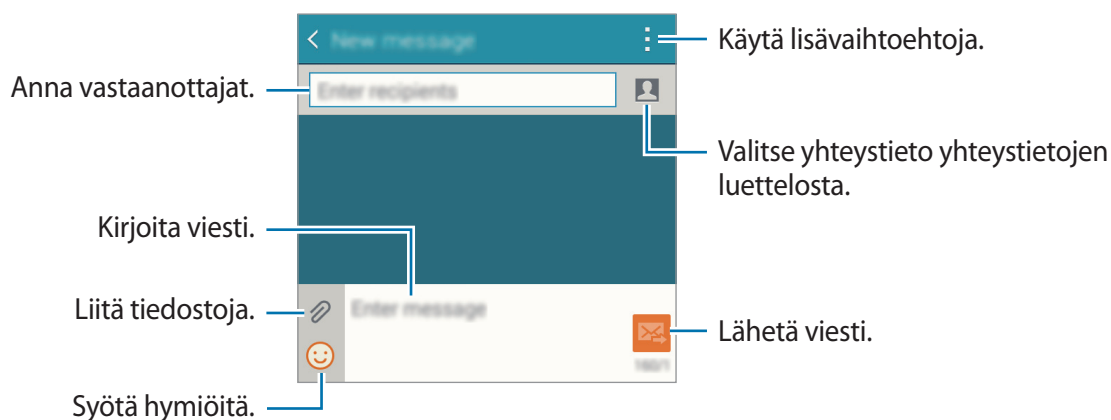 New message
Käytä lisävaihtoehtoja.
Anna vastaanottajat.
Enter recipients
Valitse yhteystieto yhteystietojen
luettelosta.
Kirjoita viesti.
Liitä tiedostoja.
Enter message
Lähetä viesti.
Syötä hymiöitä.